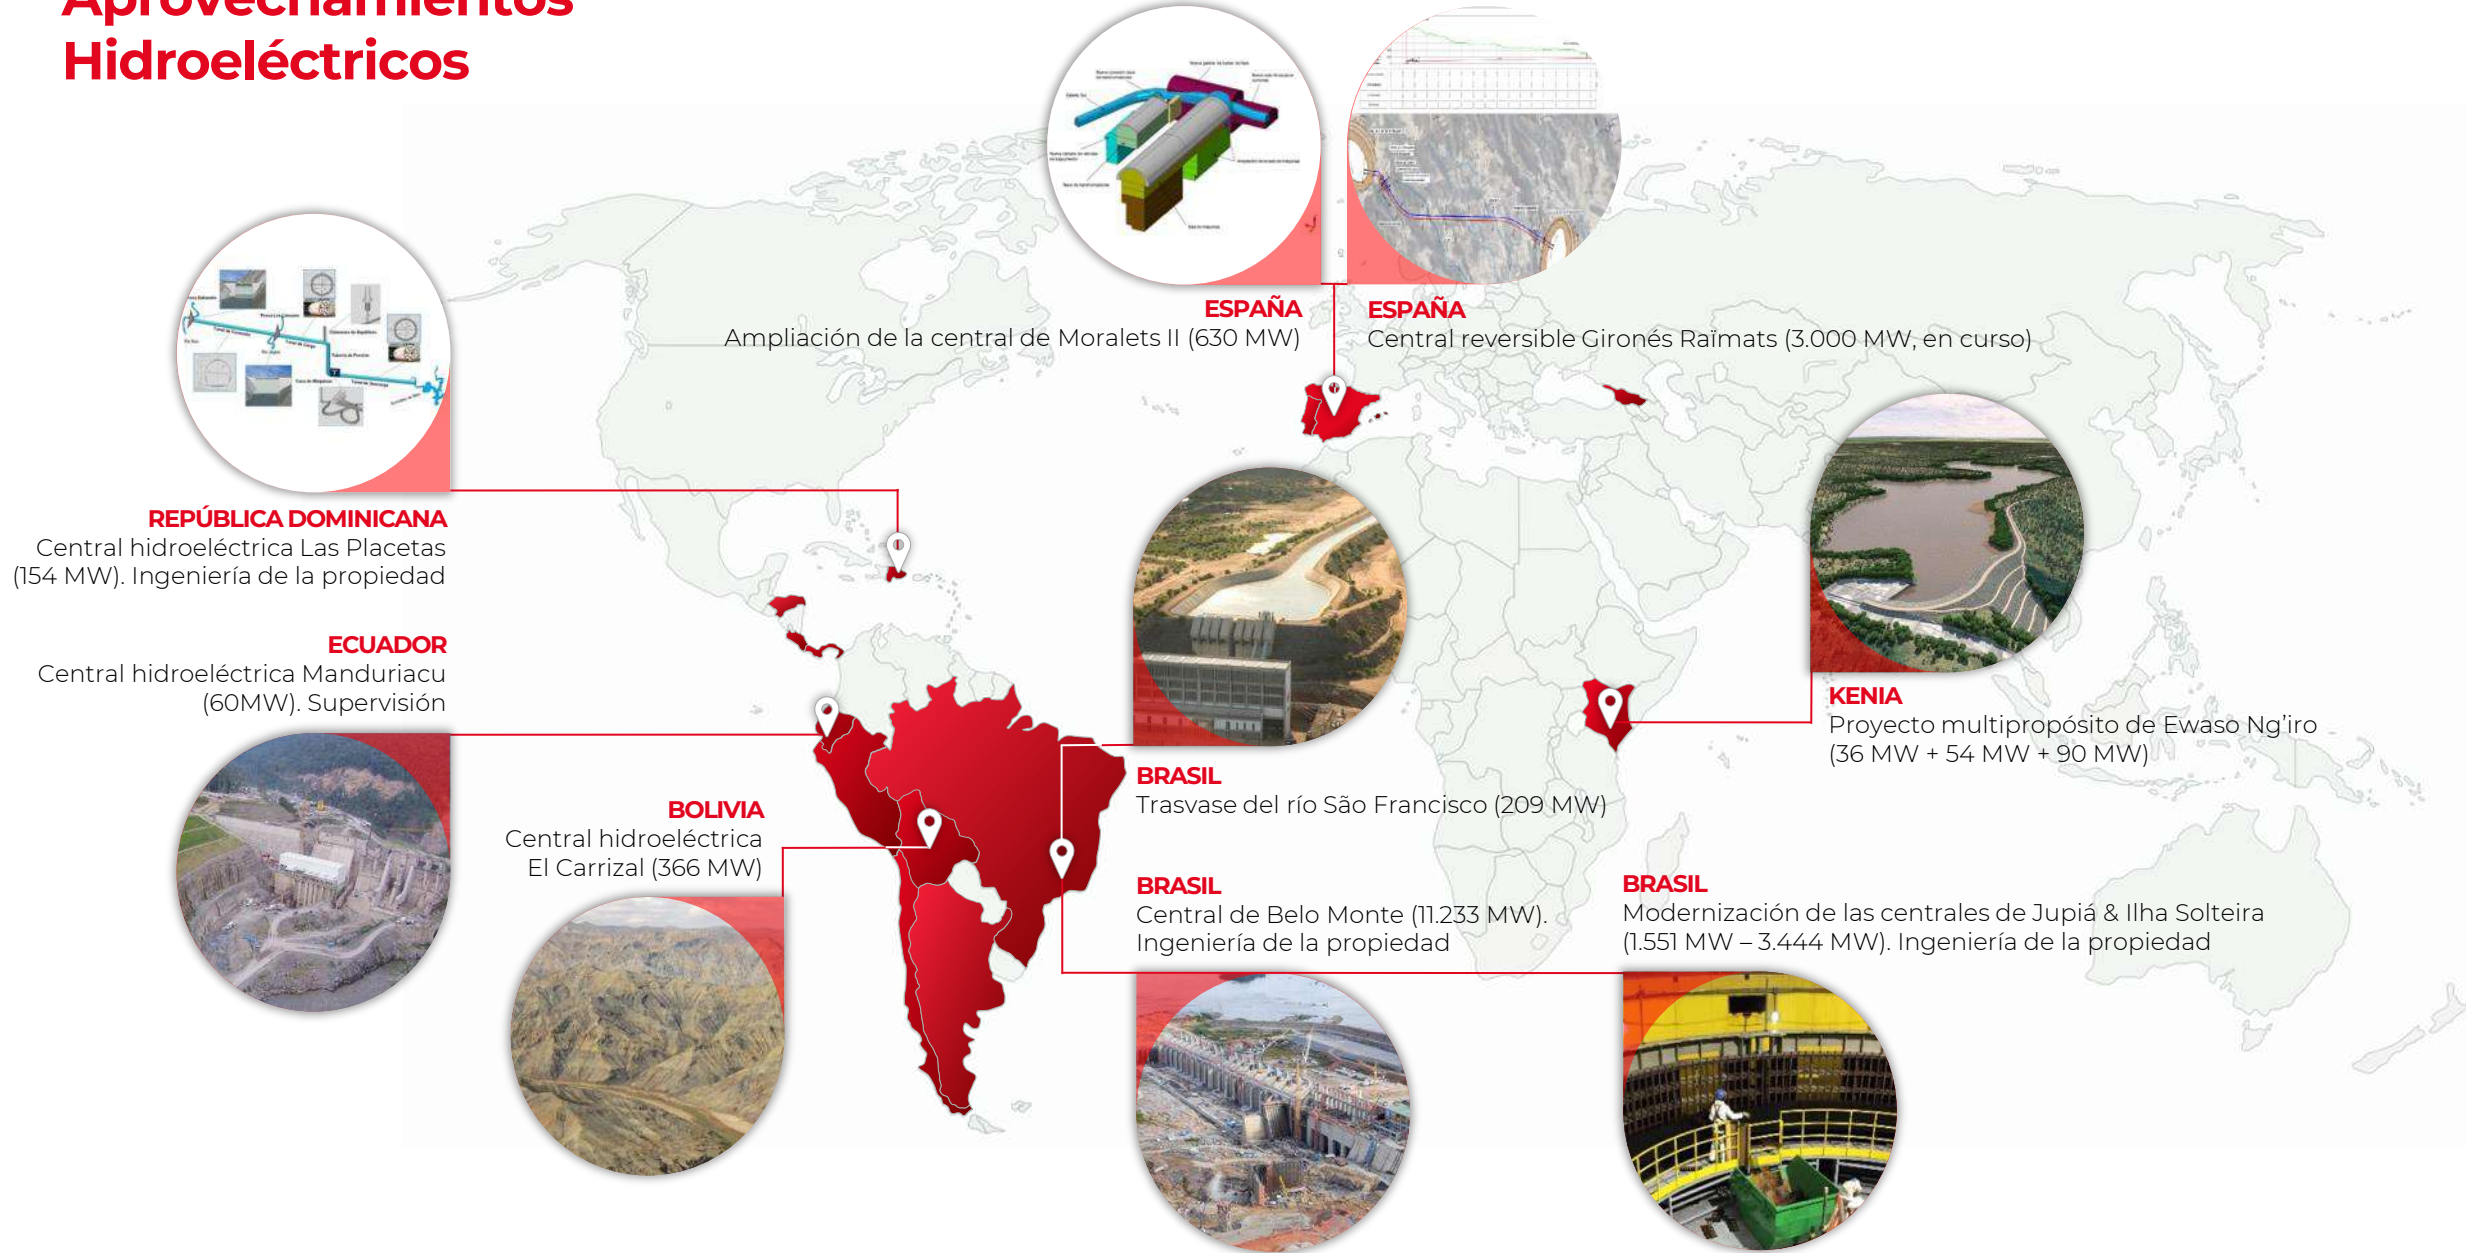 Aprovechamientos
Hidroeléctricos
ESPAÑA
Ampliación de la central de Moralets II (630 MW)
ESPAÑA
Central reversible Gironés Raïmats (3.000 MW, en curso)
REPÚBLICA DOMINICANA
Central hidroeléctrica Las Placetas
(154 MW). Ingeniería de la propiedad
ECUADOR
Central hidroeléctrica Manduriacu
(60MW). Supervisión
BOLIVIA
Central hidroeléctrica
El Carrizal (366 MW)
BRASIL
Trasvase del río São Francisco (209 MW)
BRASIL
Central de Belo Monte (11.233 MW).
Ingeniería de la propiedad
BRASIL
Modernización de las centrales de Jupiá & Ilha Solteira
(1.551 MW – 3.444 MW). Ingeniería de la propiedad
KENIA
Proyecto multipropósito de Ewaso Ng'iro
(36 MW + 54 MW + 90 MW)